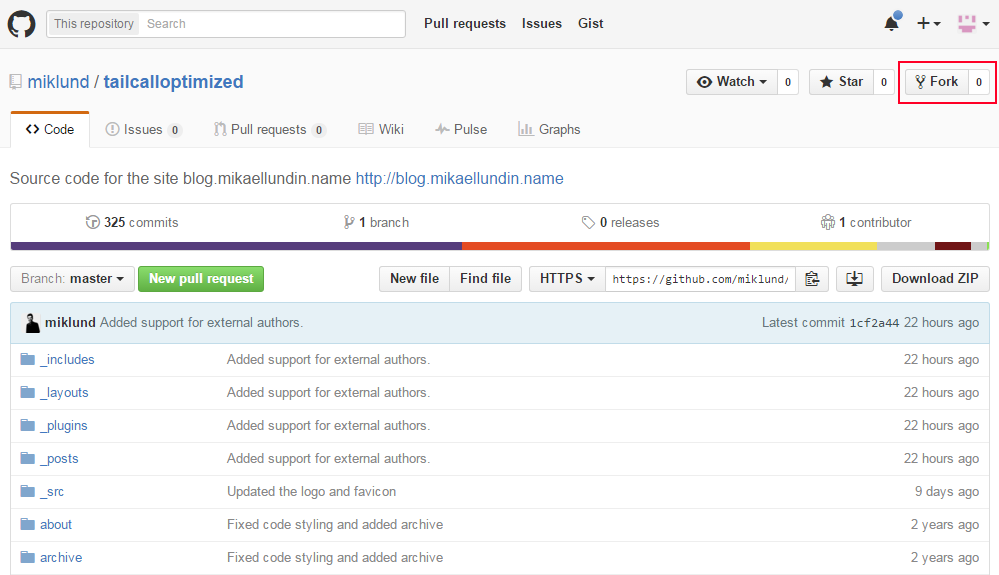 This repository Search Pull requests Issues Gist
miklund / tailcalloptimized Watch 0 Star 0 Fork 0
Code Issues 0 Pull requests 0 Wiki Pulse Graphs
Source code for the site blog.mikaellundin.name http://blog.mikaellundin.name
325 commits 1 branch 0 releases 1 contributor
Branch: master New pull request New file Find file HTTPS https://github.com/miklund/ Download ZIP
miklund Added support for external authors. Latest commit 1cf2a44 22 hours ago
_includes Added support for external authors. 22 hours ago
_layouts Added support for external authors. 22 hours ago
_plugins Added support for external authors. 22 hours ago
_posts Added support for external authors. 22 hours ago
_src Updated the logo and favicon 9 days ago
about Fixed code styling and added archive 2 years ago
archive Fixed code styling and added archive 2 years ago